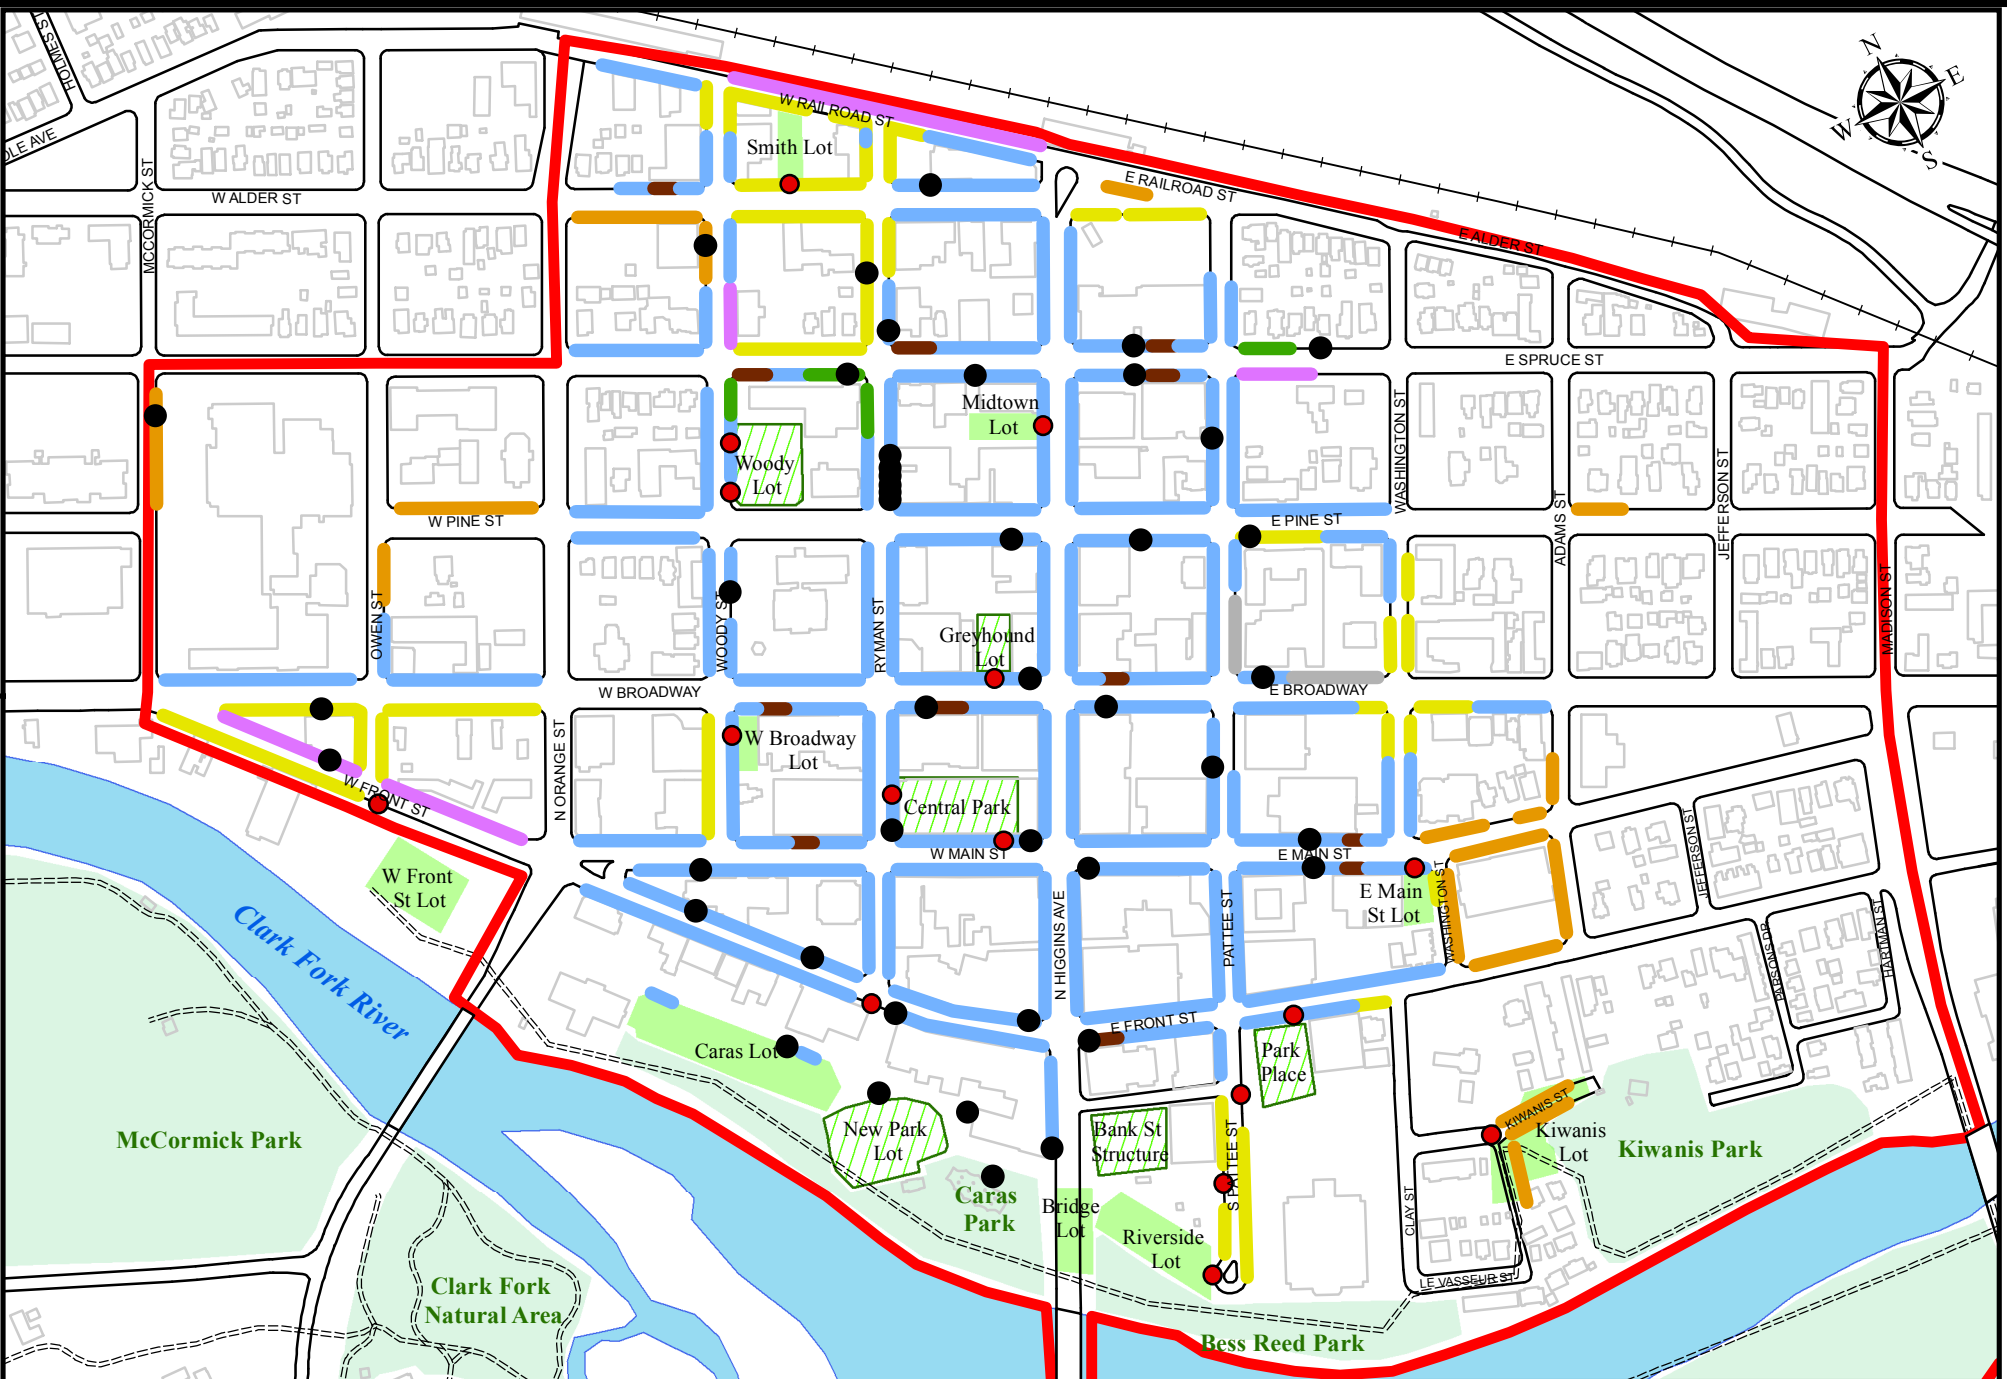 HOLMES S
N
E
W
S
DLE AVE
MCCORMICK ST
W ALDER ST
W RAILROAD ST
Smith Lot
E RAILROAD ST
E ALDER ST
E SPRUCE ST
Midtown
Lot
Woody
Lot
WASHINGTON ST
W PINE ST
E PINE ST
ADAMS ST
JEFFERSON ST
OWEN ST
WOODY ST
RYMAN ST
Greyhound
Lot
MADISON ST
W BROADWAY
E BROADWAY
N ORANGE ST
W Broadway
Lot
W FRONT ST
Central Park
W MAIN ST
E MAIN ST
W Front
St Lot
E Main
St Lot
WASHINGTON ST
JEFFERSON ST
Clark Fork River
N HIGGINS AVE
PATTEE ST
PARSONS DR
HARTMAN ST
E FRONT ST
Caras Lot
Park
Place
KIWANIS ST
Kiwanis
Lot
Kiwanis Park
McCormick Park
New Park
Lot
Bank St
Structure
S PATTEE ST
Caras
Park
Bridge
Lot
Riverside
Lot
CLAY ST
LE VASSEUR ST
Clark Fork
Natural Area
Bess Reed Park